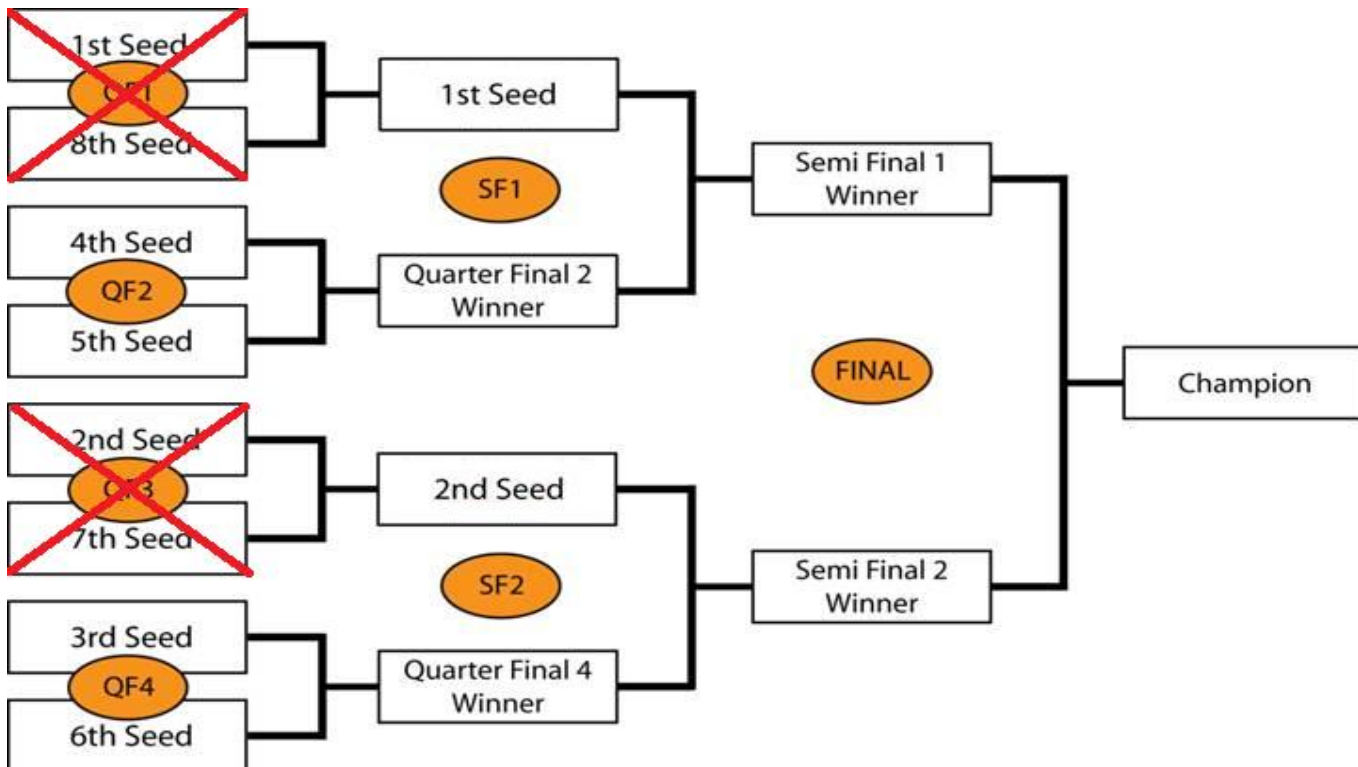 1st Seed
QF1
8th Seed
4th Seed
QF2
5th Seed
2nd Seed
QF3
7th Seed
3rd Seed
QF4
6th Seed
1st Seed
SF1
Quarter Final 2
Winner
2nd Seed
SF2
Quarter Final 4
Winner
Semi Final 1
Winner
FINAL
Semi Final 2
Winner
Champion